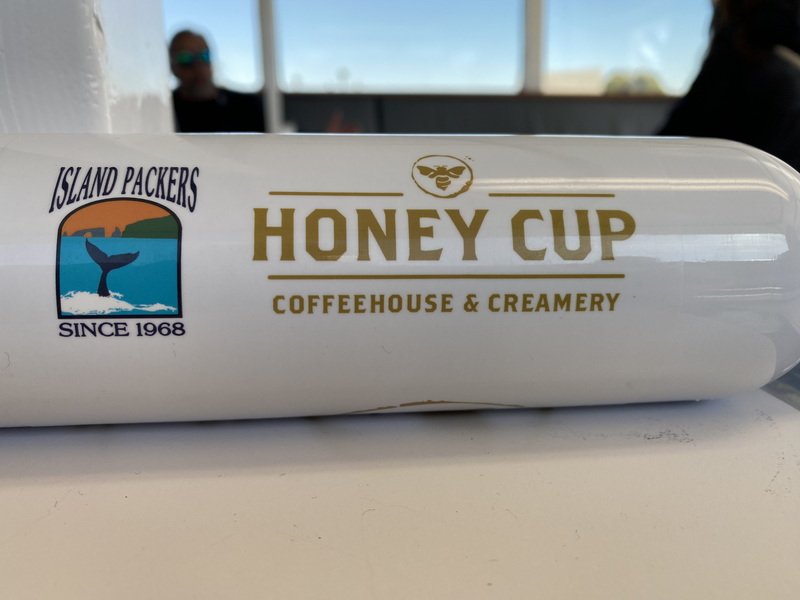 ISLAND PACKERS
SINCE 1968
HONEY CUP
COFFEEHOUSE & CREAMERY